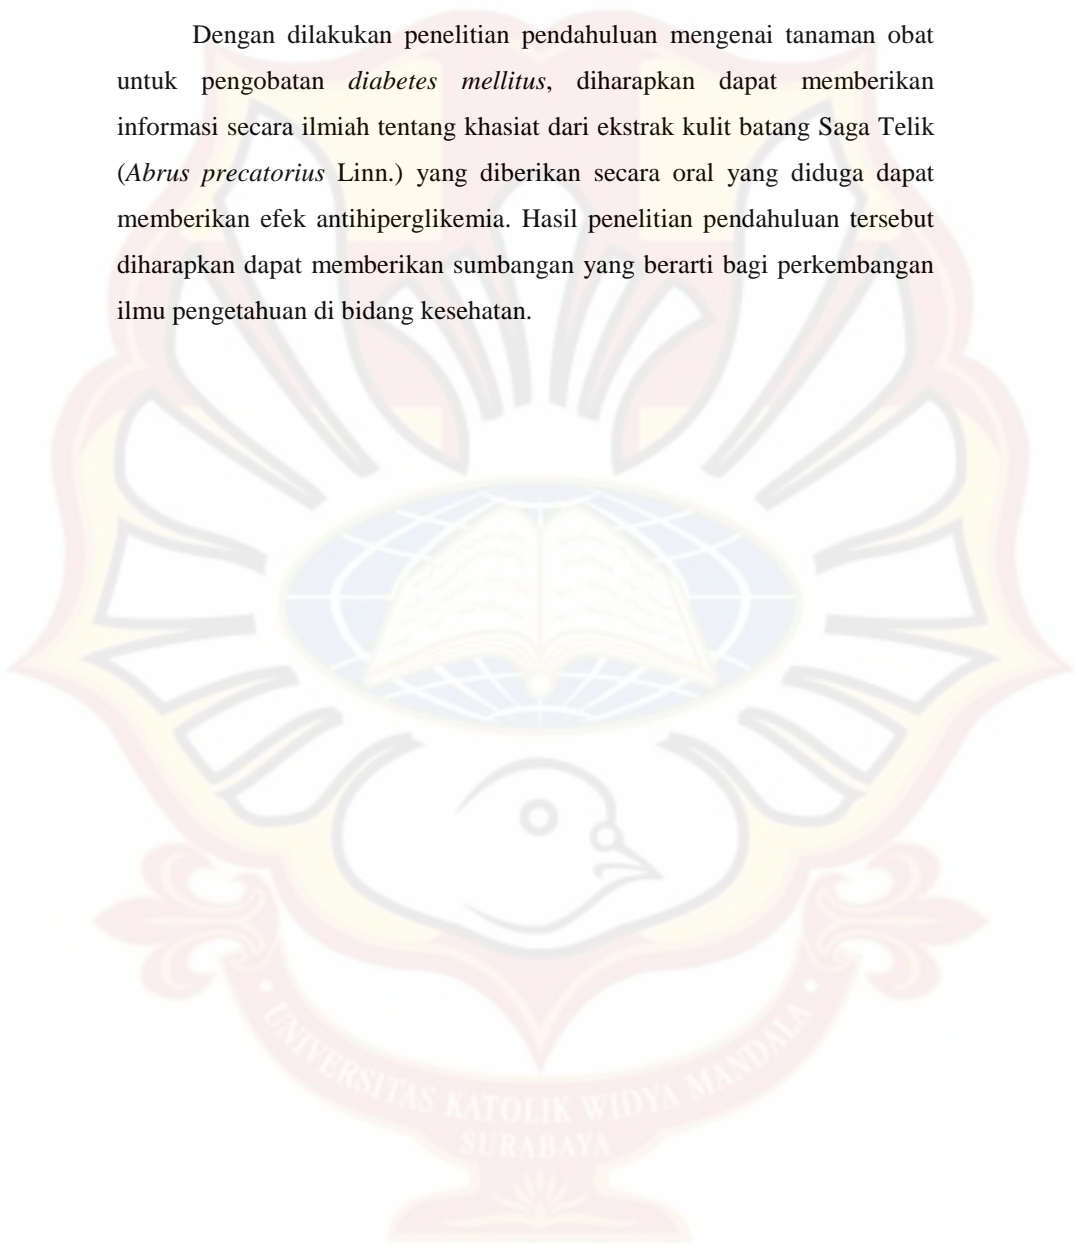 Dengan dilakukan penelitian pendahuluan mengenai tanaman obat
untuk pengobatan diabetes mellitus, diharapkan dapat memberikan
informasi secara ilmiah tentang khasiat dari ekstrak kulit batang Saga Telik
(Abrus precatorius Linn.) yang diberikan secara oral yang diduga dapat
memberikan efek antihiperglikemia. Hasil penelitian pendahuluan tersebut
diharapkan dapat memberikan sumbangan yang berarti bagi perkembangan
ilmu pengetahuan di bidang kesehatan.
• UNIVERSITAS KATOLIK WIDYA MANDALA •
SURABAYA